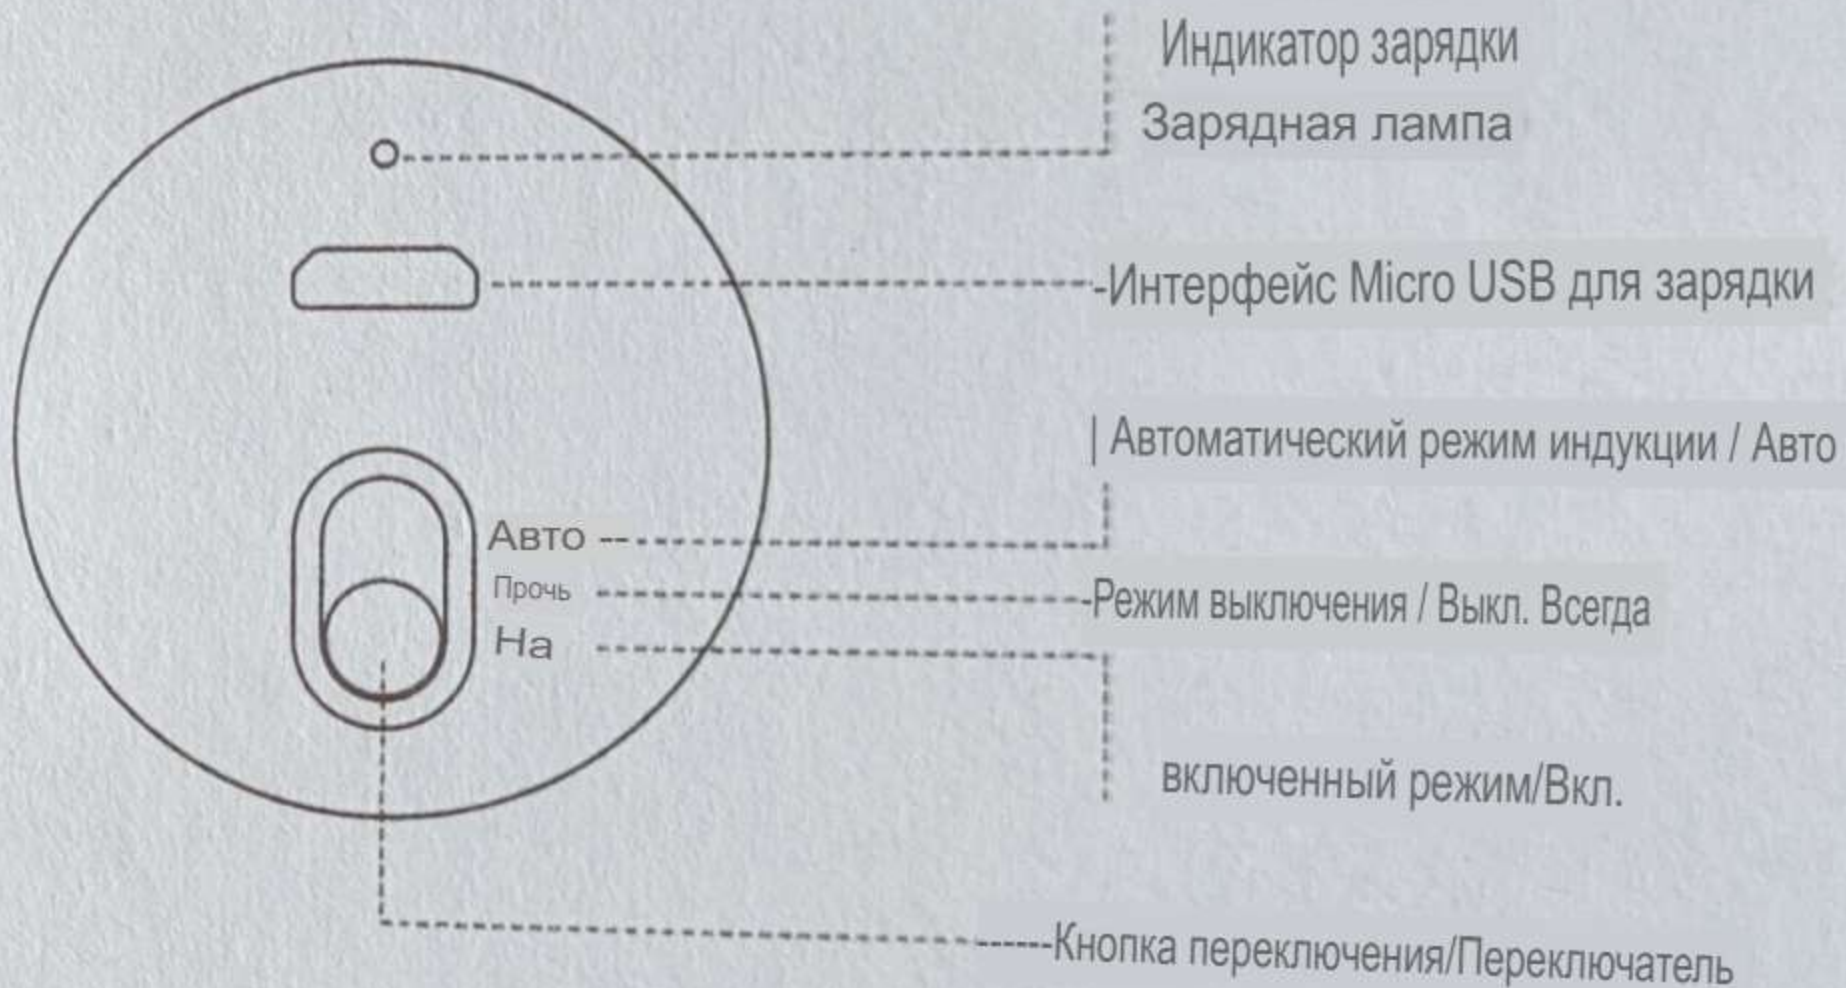 Индикатор зарядки
Зарядная лампа
-Интерфейс Micro USB для зарядки
| Автоматический режим индукции / Авто
Авто --
Прочь
-Режим выключения / Выкл. Всегда
На
включенный режим/Вкл.
------Кнопка переключения/Переключатель